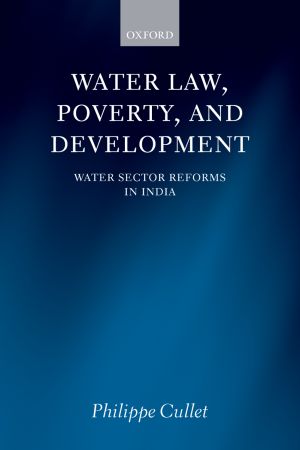 OXFORD
WATER LAW,
POVERTY, AND
DEVELOPMENT
WATER SECTOR REFORMS
IN INDIA
Philippe Cullet